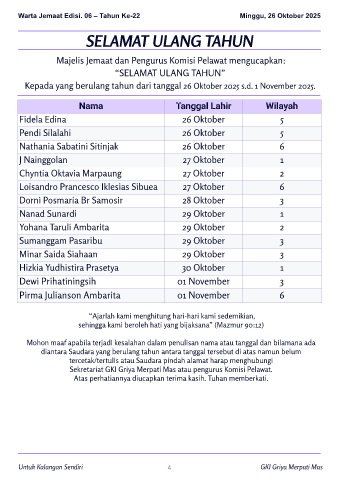 Warta Jemaat Edisi. 06 – Tahun Ke-22 Minggu, 26 Oktober 2025
SELAMAT ULANG TAHUN
Majelis Jemaat dan Pengurus Komisi Pelawat mengucapkan:
“SELAMAT ULANG TAHUN”
Kepada yang berulang tahun dari tanggal 26 Oktober 2025 s.d. 1 November 2025.
Nama Tanggal Lahir Wilayah
Fidela Edina 26 Oktober 5
Pendi Silalahi 26 Oktober 5
Nathania Sabatini Sitinjak 26 Oktober 6
J Nainggolan 27 Oktober 1
Chyntia Oktavia Marpaung 27 Oktober 2
Loisandro Prancesco Iklesias Sibuea 27 Oktober 6
Dorni Posmaria Br Samosir 28 Oktober 3
Nanad Sunardi 29 Oktober 1
Yohana Taruli Ambarita 29 Oktober 2
Sumanggam Pasaribu 29 Oktober 3
Minar Saida Siahaan 29 Oktober 3
Hizkia Yudhistira Prasetya 30 Oktober 1
Dewi Prihatiningsih 01 November 3
Pirma Julianson Ambarita 01 November 6
“Ajarlah kami menghitung hari-hari kami sedemikian,
sehingga kami beroleh hati yang bijaksana” (Mazmur 90:12)
Mohon maaf apabila terjadi kesalahan dalam penulisan nama atau tanggal dan bilamana ada
diantara Saudara yang berulang tahun antara tanggal tersebut di atas namun belum
tercetak/tertulis atau Saudara pindah alamat harap menghubungi
Sekretariat GKI Griya Merpati Mas atau pengurus Komisi Pelawat.
Atas perhatiannya diucapkan terima kasih. Tuhan memberkati.
Untuk Kalangan Sendiri 4 GKI Griya Merpati Mas